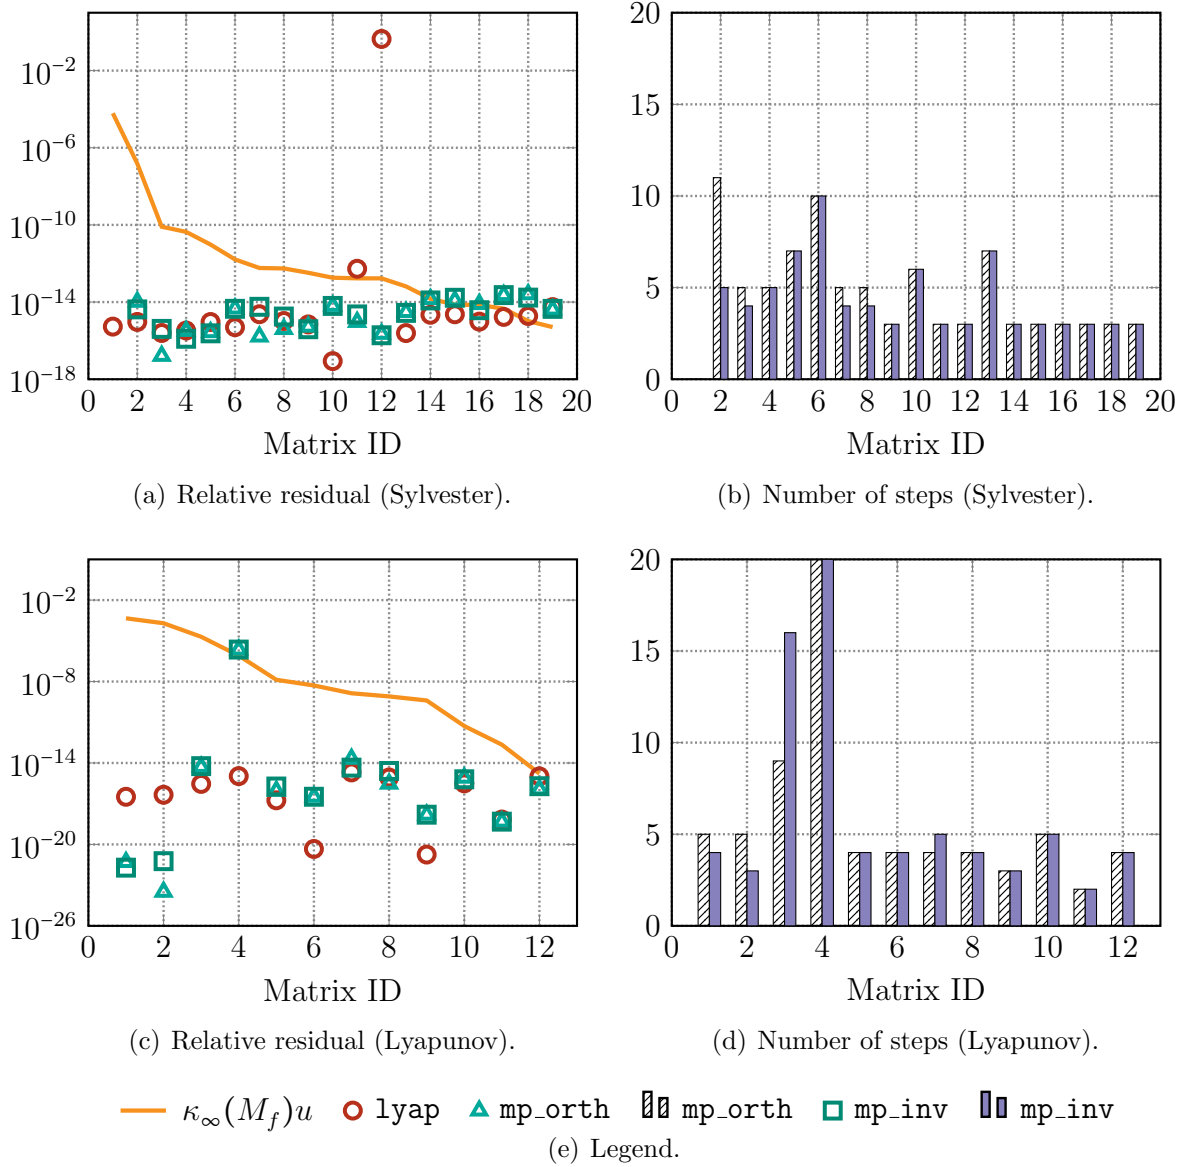 10^−2
10^−6
10^−10
10^−14
10^−18
0 2 4 6 8 10 12 14 16 18 20
Matrix ID
(a) Relative residual (Sylvester).
20
15
10
5
0
0 2 4 6 8 10 12 14 16 18 20
Matrix ID
(b) Number of steps (Sylvester).
10^−2
10^−8
10^−14
10^−20
10^−26
0 2 4 6 8 10 12
Matrix ID
(c) Relative residual (Lyapunov).
20
15
10
5
0
0 2 4 6 8 10 12
Matrix ID
(d) Number of steps (Lyapunov).
κ_∞(M_f)u lyap mp_orth mp_orth mp_inv mp_inv
(e) Legend.